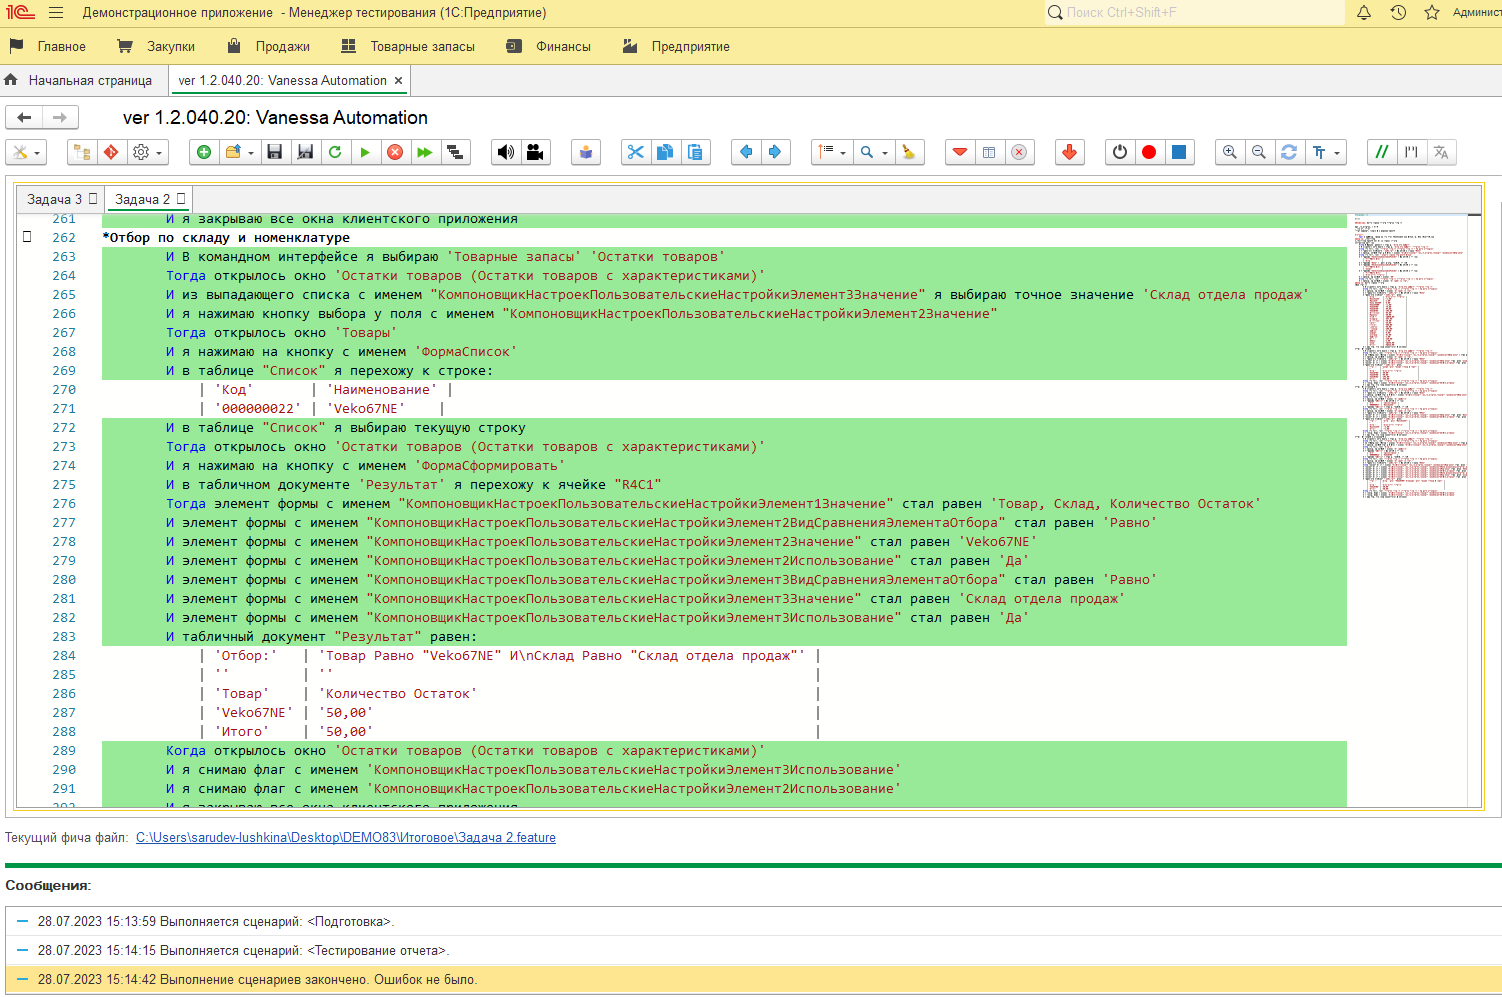 1С Демонстрационное приложение - Менеджер тестирования (1С:Предприятие) Поиск Ctrl+Shift+F Админист
Главное Закупки Продажи Товарные запасы Финансы Предприятие
Начальная страница ver 1.2.040.20: Vanessa Automation ×
ver 1.2.040.20: Vanessa Automation
Задача 3 Задача 2
261 И я закрываю все окна клиентского приложения
262 *Отбор по складу и номенклатуре
263 И В командном интерфейсе я выбираю 'Товарные запасы' 'Остатки товаров'
264 Тогда открылось окно 'Остатки товаров (Остатки товаров с характеристиками)'
265 И из выпадающего списка с именем "КомпоновщикНастроекПользовательскиеНастройкиЭлемент3Значение" я выбираю точное значение 'Склад отдела продаж'
266 И я нажимаю кнопку выбора у поля с именем "КомпоновщикНастроекПользовательскиеНастройкиЭлемент2Значение"
267 Тогда открылось окно 'Товары'
268 И я нажимаю на кнопку с именем 'ФормаСписок'
269 И в таблице "Список" я перехожу к строке:
270 | 'Код' | 'Наименование' |
271 | '000000022' | 'Veko67NE' |
272 И в таблице "Список" я выбираю текущую строку
273 Тогда открылось окно 'Остатки товаров (Остатки товаров с характеристиками)'
274 И я нажимаю на кнопку с именем 'ФормаСформировать'
275 И в табличном документе 'Результат' я перехожу к ячейке "R4C1"
276 Тогда элемент формы с именем "КомпоновщикНастроекПользовательскиеНастройкиЭлемент1Значение" стал равен 'Товар, Склад, Количество Остаток'
277 И элемент формы с именем "КомпоновщикНастроекПользовательскиеНастройкиЭлемент2ВидСравненияЭлементаОтбора" стал равен 'Равно'
278 И элемент формы с именем "КомпоновщикНастроекПользовательскиеНастройкиЭлемент2Значение" стал равен 'Veko67NE'
279 И элемент формы с именем "КомпоновщикНастроекПользовательскиеНастройкиЭлемент2Использование" стал равен 'Да'
280 И элемент формы с именем "КомпоновщикНастроекПользовательскиеНастройкиЭлемент3ВидСравненияЭлементаОтбора" стал равен 'Равно'
281 И элемент формы с именем "КомпоновщикНастроекПользовательскиеНастройкиЭлемент3Значение" стал равен 'Склад отдела продаж'
282 И элемент формы с именем "КомпоновщикНастроекПользовательскиеНастройкиЭлемент3Использование" стал равен 'Да'
283 И табличный документ "Результат" равен:
284 | 'Отбор:' | 'Товар Равно "Veko67NE" И\nСклад Равно "Склад отдела продаж"' |
285 | '' | '' |
286 | 'Товар' | 'Количество Остаток' |
287 | 'Veko67NE' | '50,00' |
288 | 'Итого' | '50,00' |
289 Когда открылось окно 'Остатки товаров (Остатки товаров с характеристиками)'
290 И я снимаю флаг с именем 'КомпоновщикНастроекПользовательскиеНастройкиЭлемент3Использование'
291 И я снимаю флаг с именем 'КомпоновщикНастроекПользовательскиеНастройкиЭлемент2Использование'
292 И я закрываю все окна клиентского приложения
Текущий фича файл: C:\Users\sarudev-lushkina\Desktop\DEMO83\Итоговое\Задача 2.feature
Сообщения:
28.07.2023 15:13:59 Выполняется сценарий: <Подготовка>.
28.07.2023 15:14:15 Выполняется сценарий: <Тестирование отчета>.
28.07.2023 15:14:42 Выполнение сценариев закончено. Ошибок не было.